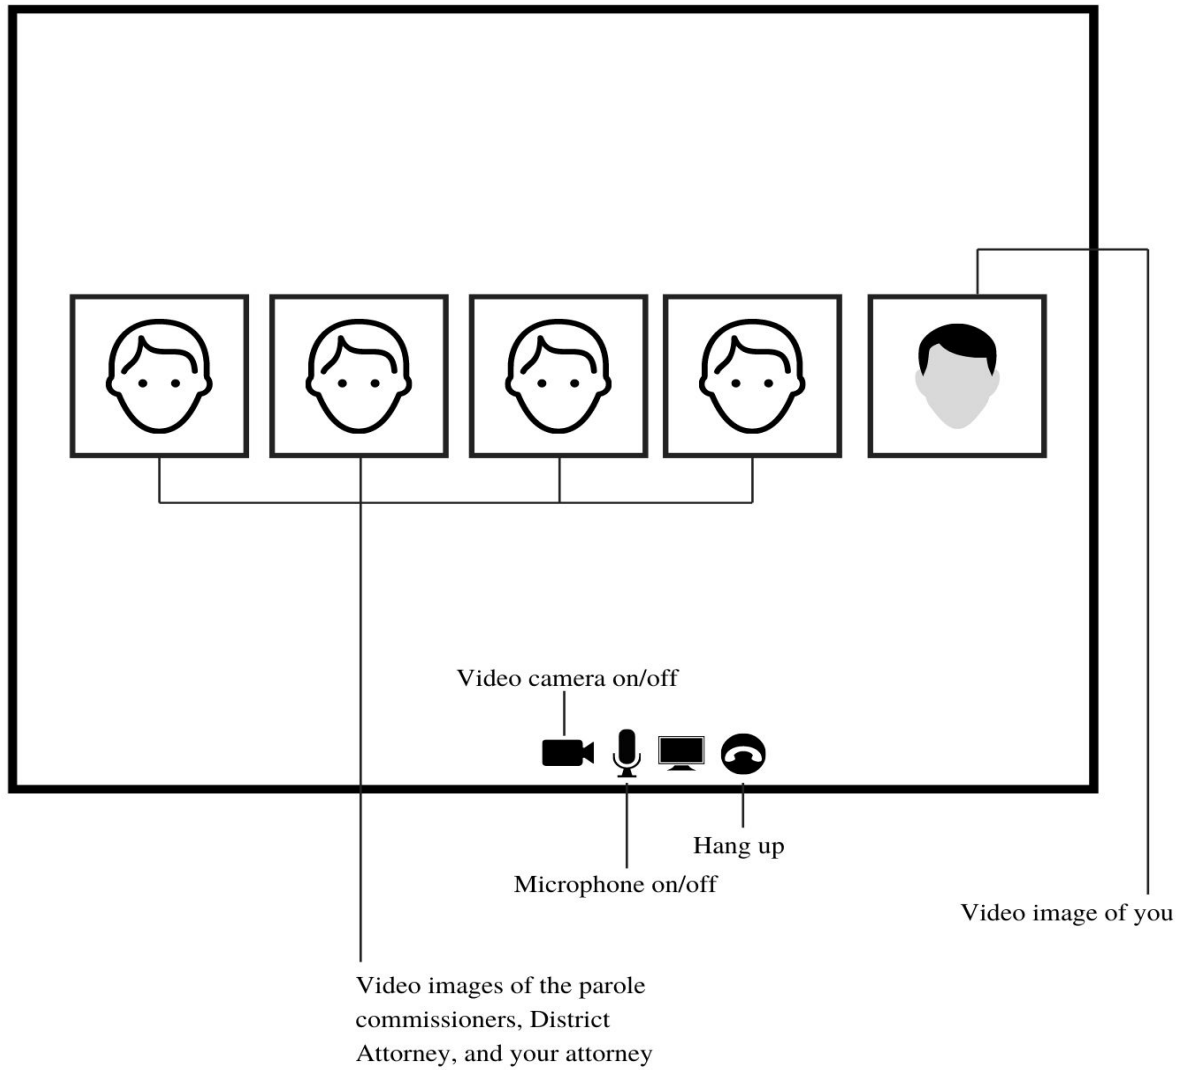 Video camera on/off
Hang up
Microphone on/off
Video image of you
Video images of the parole
commissioners, District
Attorney, and your attorney